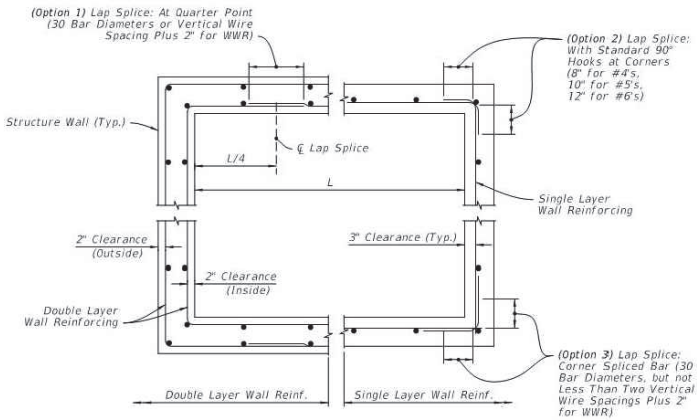 (Option 1) Lap Splice: At Quarter Point
(30 Bar Diameters or Vertical Wire
Spacing Plus 2" for WWR)
(Option 2) Lap Splice:
With Standard 90°
Hooks at Corners
(8" for #4's,
10" for #5's,
12" for #6's)
Structure Wall (Typ.)
℄ Lap Splice
L/4
L
Single Layer
Wall Reinforcing
2" Clearance
(Outside)
3" Clearance (Typ.)
2" Clearance
(Inside)
Double Layer
Wall Reinforcing
(Option 3) Lap Splice:
Corner Spliced Bar (30
Bar Diameters, but not
Less Than Two Vertical
Wire Spacings Plus 2"
for WWR)
Double Layer Wall Reinf.
Single Layer Wall Reinf.